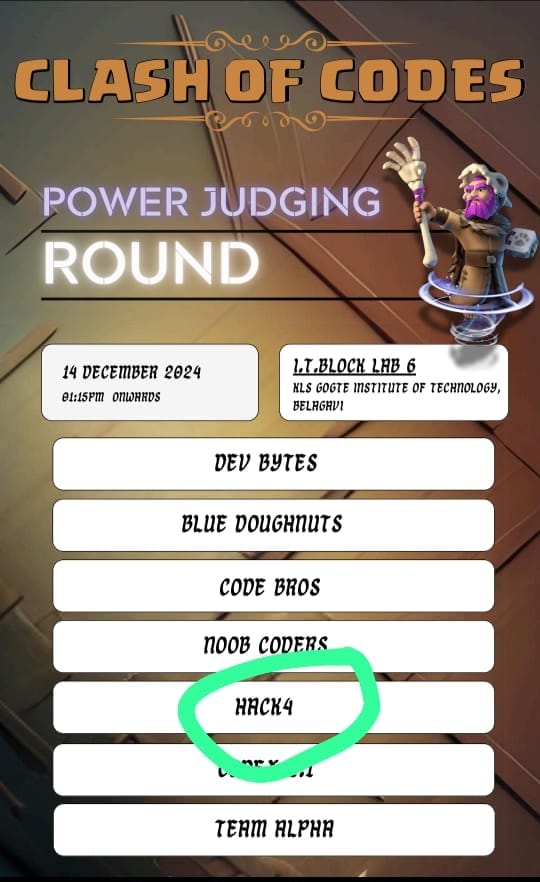 CLASH OF CODES
POWER JUDGING
ROUND
14 DECEMBER 2024
01:15PM ONWARDS
I.T.BLOCK LAB 6
KLS GOGTE INSTITUTE OF TECHNOLOGY,
BELAGAVI
DEV BYTES
BLUE DOUGHNUTS
CODE BROS
NOOB CODERS
HACK4
TEAM ALPHA